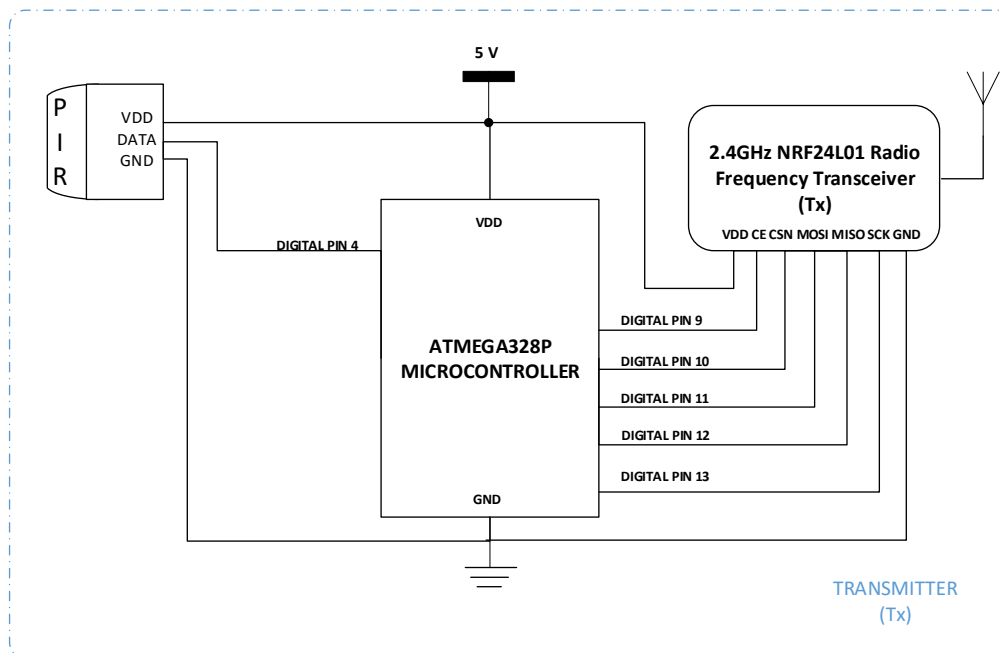 5 V
P
I
R
VDD
DATA
GND
2.4GHz NRF24L01 Radio
Frequency Transceiver
(Tx)
VDD CE CSN MOSI MISO SCK GND
VDD
DIGITAL PIN 4
DIGITAL PIN 9
ATMEGA328P
MICROCONTROLLER
DIGITAL PIN 10
DIGITAL PIN 11
DIGITAL PIN 12
DIGITAL PIN 13
GND
TRANSMITTER
(Tx)